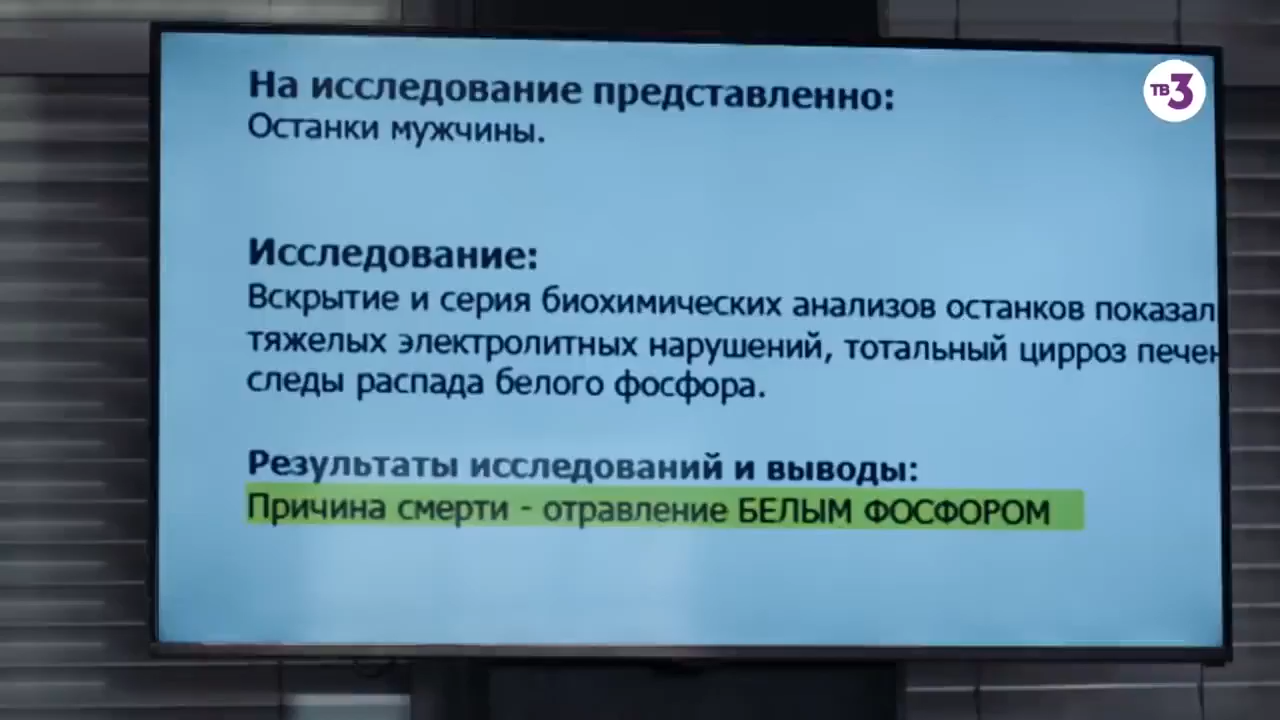 ТВ3
На исследование представленно:
Останки мужчины.
Исследование:
Вскрытие и серия биохимических анализов останков показал
тяжелых электролитных нарушений, тотальный цирроз печен
следы распада белого фосфора.
Результаты исследований и выводы:
Причина смерти - отравление БЕЛЫМ ФОСФОРОМ